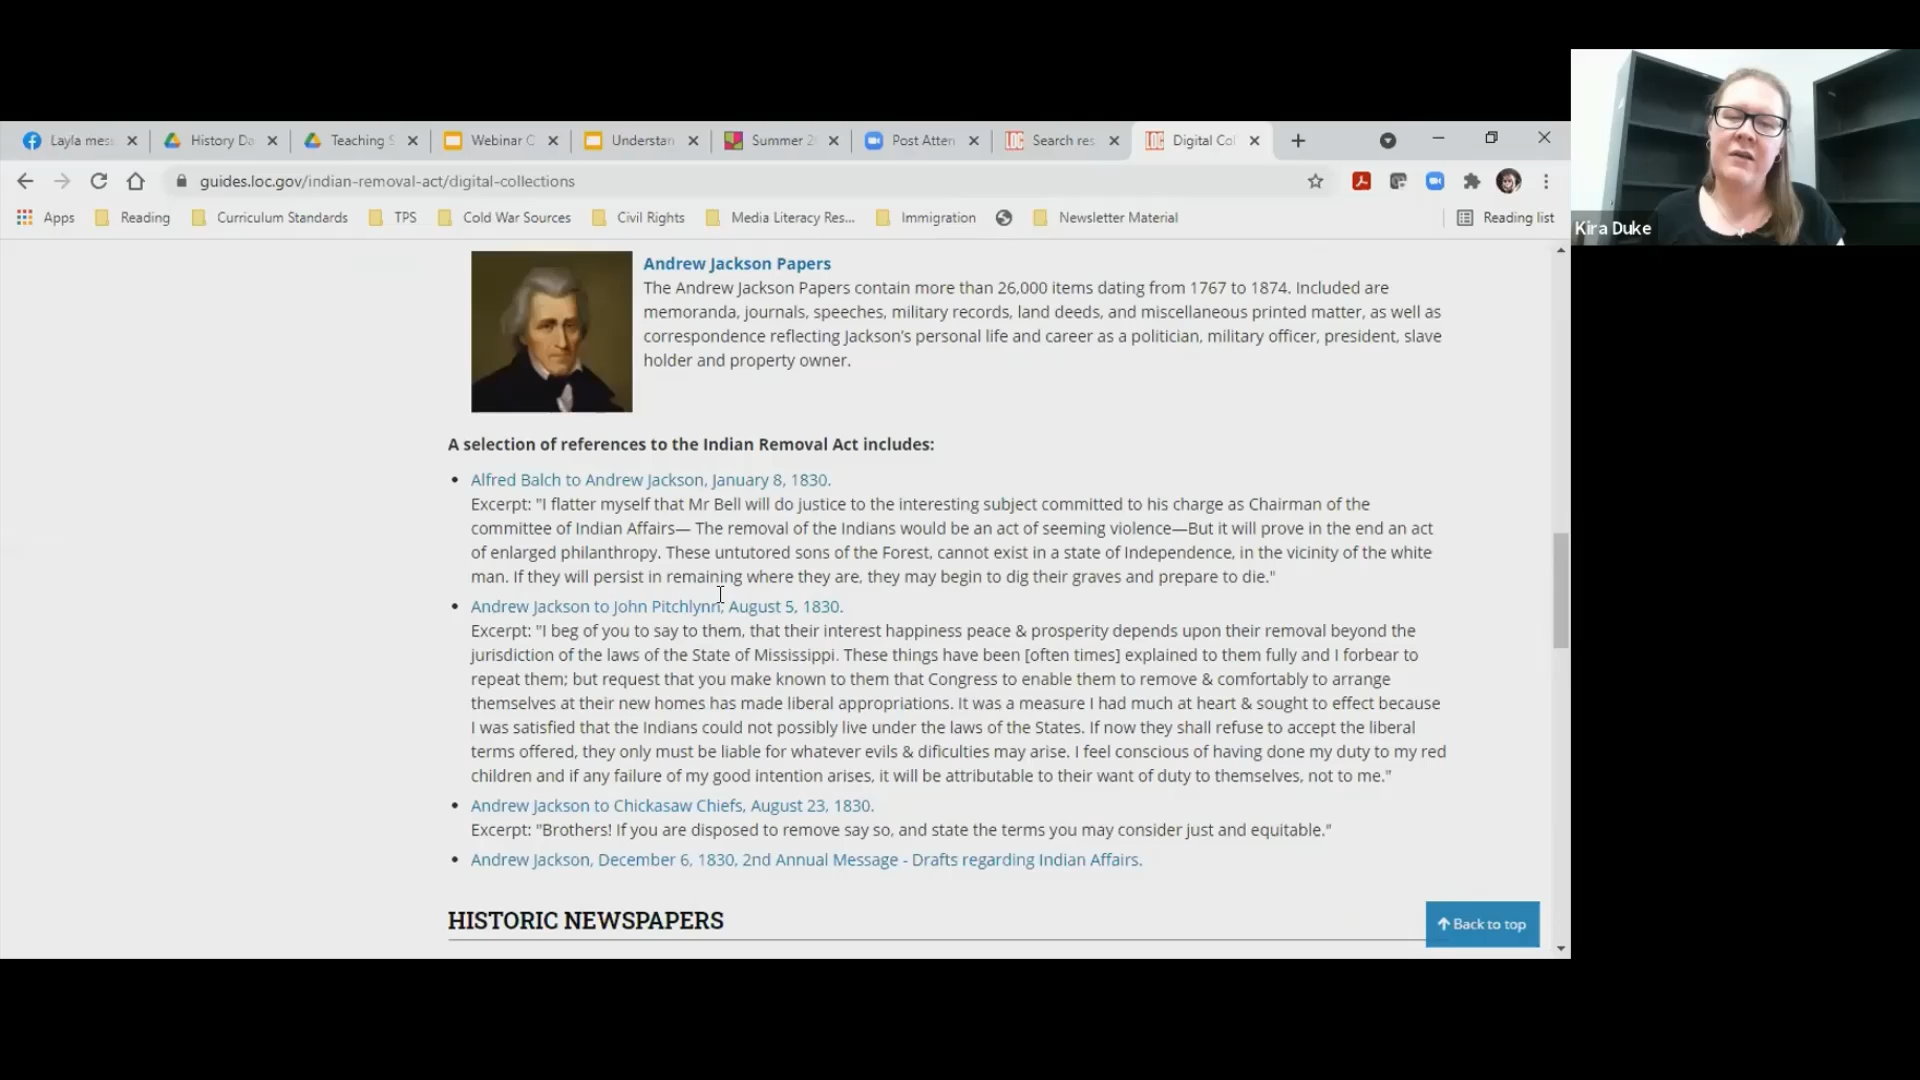 Layla mes
History Da
Teaching S
Webinar C
Understan
Summer 2
Post Atten
LOC Search res
LOC Digital Col
guides.loc.gov/indian-removal-act/digital-collections
Apps
Reading
Curriculum Standards
TPS
Cold War Sources
Civil Rights
Media Literacy Res...
Immigration
Newsletter Material
Reading list
Kira Duke
Andrew Jackson Papers
The Andrew Jackson Papers contain more than 26,000 items dating from 1767 to 1874. Included are
memoranda, journals, speeches, military records, land deeds, and miscellaneous printed matter, as well as
correspondence reflecting Jackson's personal life and career as a politician, military officer, president, slave
holder and property owner.
A selection of references to the Indian Removal Act includes:
• Alfred Balch to Andrew Jackson, January 8, 1830.
Excerpt: "I flatter myself that Mr Bell will do justice to the interesting subject committed to his charge as Chairman of the
committee of Indian Affairs— The removal of the Indians would be an act of seeming violence—But it will prove in the end an act
of enlarged philanthropy. These untutored sons of the Forest, cannot exist in a state of Independence, in the vicinity of the white
man. If they will persist in remaining where they are, they may begin to dig their graves and prepare to die."
• Andrew Jackson to John Pitchlynn, August 5, 1830.
Excerpt: "I beg of you to say to them, that their interest happiness peace & prosperity depends upon their removal beyond the
jurisdiction of the laws of the State of Mississippi. These things have been [often times] explained to them fully and I forbear to
repeat them; but request that you make known to them that Congress to enable them to remove & comfortably to arrange
themselves at their new homes has made liberal appropriations. It was a measure I had much at heart & sought to effect because
I was satisfied that the Indians could not possibly live under the laws of the States. If now they shall refuse to accept the liberal
terms offered, they only must be liable for whatever evils & dificulties may arise. I feel conscious of having done my duty to my red
children and if any failure of my good intention arises, it will be attributable to their want of duty to themselves, not to me."
• Andrew Jackson to Chickasaw Chiefs, August 23, 1830.
Excerpt: "Brothers! If you are disposed to remove say so, and state the terms you may consider just and equitable."
• Andrew Jackson, December 6, 1830, 2nd Annual Message - Drafts regarding Indian Affairs.
HISTORIC NEWSPAPERS
Back to top